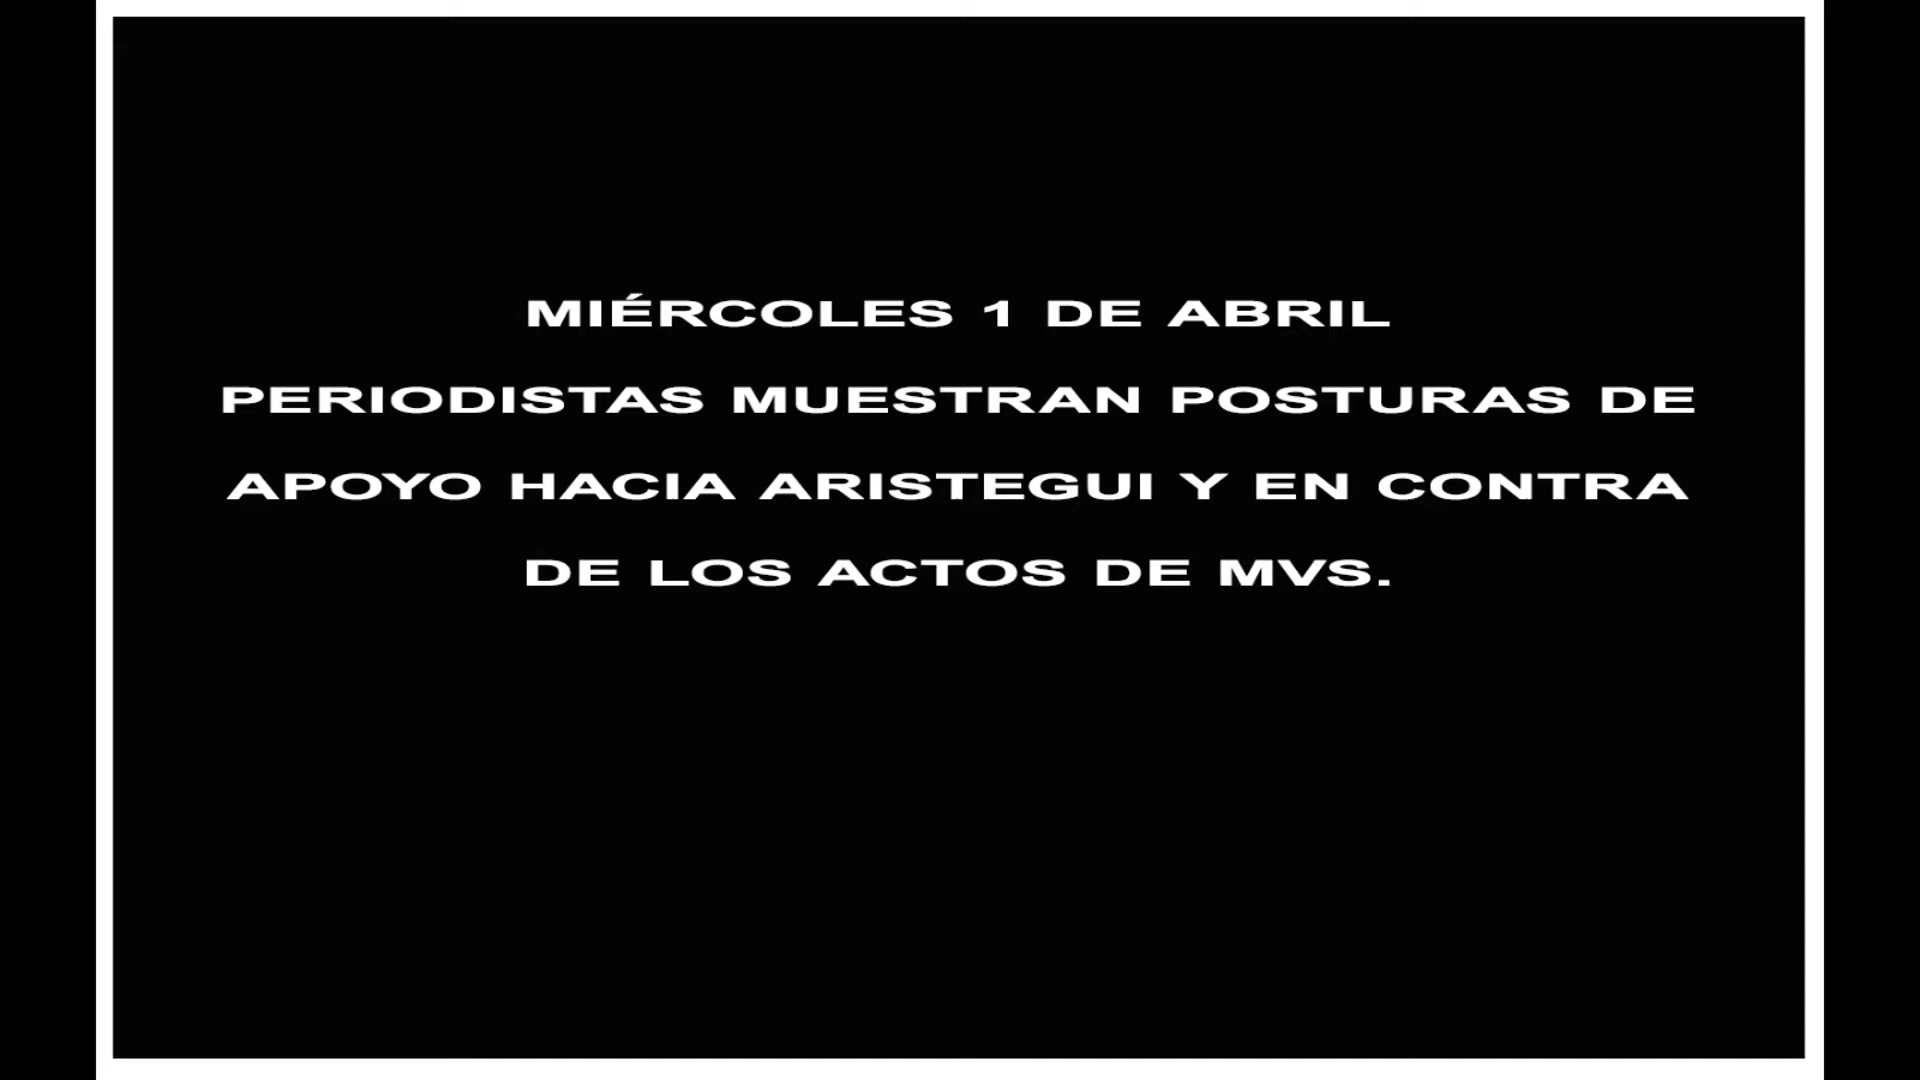 MIÉRCOLES 1 DE ABRIL
PERIODISTAS MUESTRAN POSTURAS DE
APOYO HACIA ARISTEGUI Y EN CONTRA
DE LOS ACTOS DE MVS.